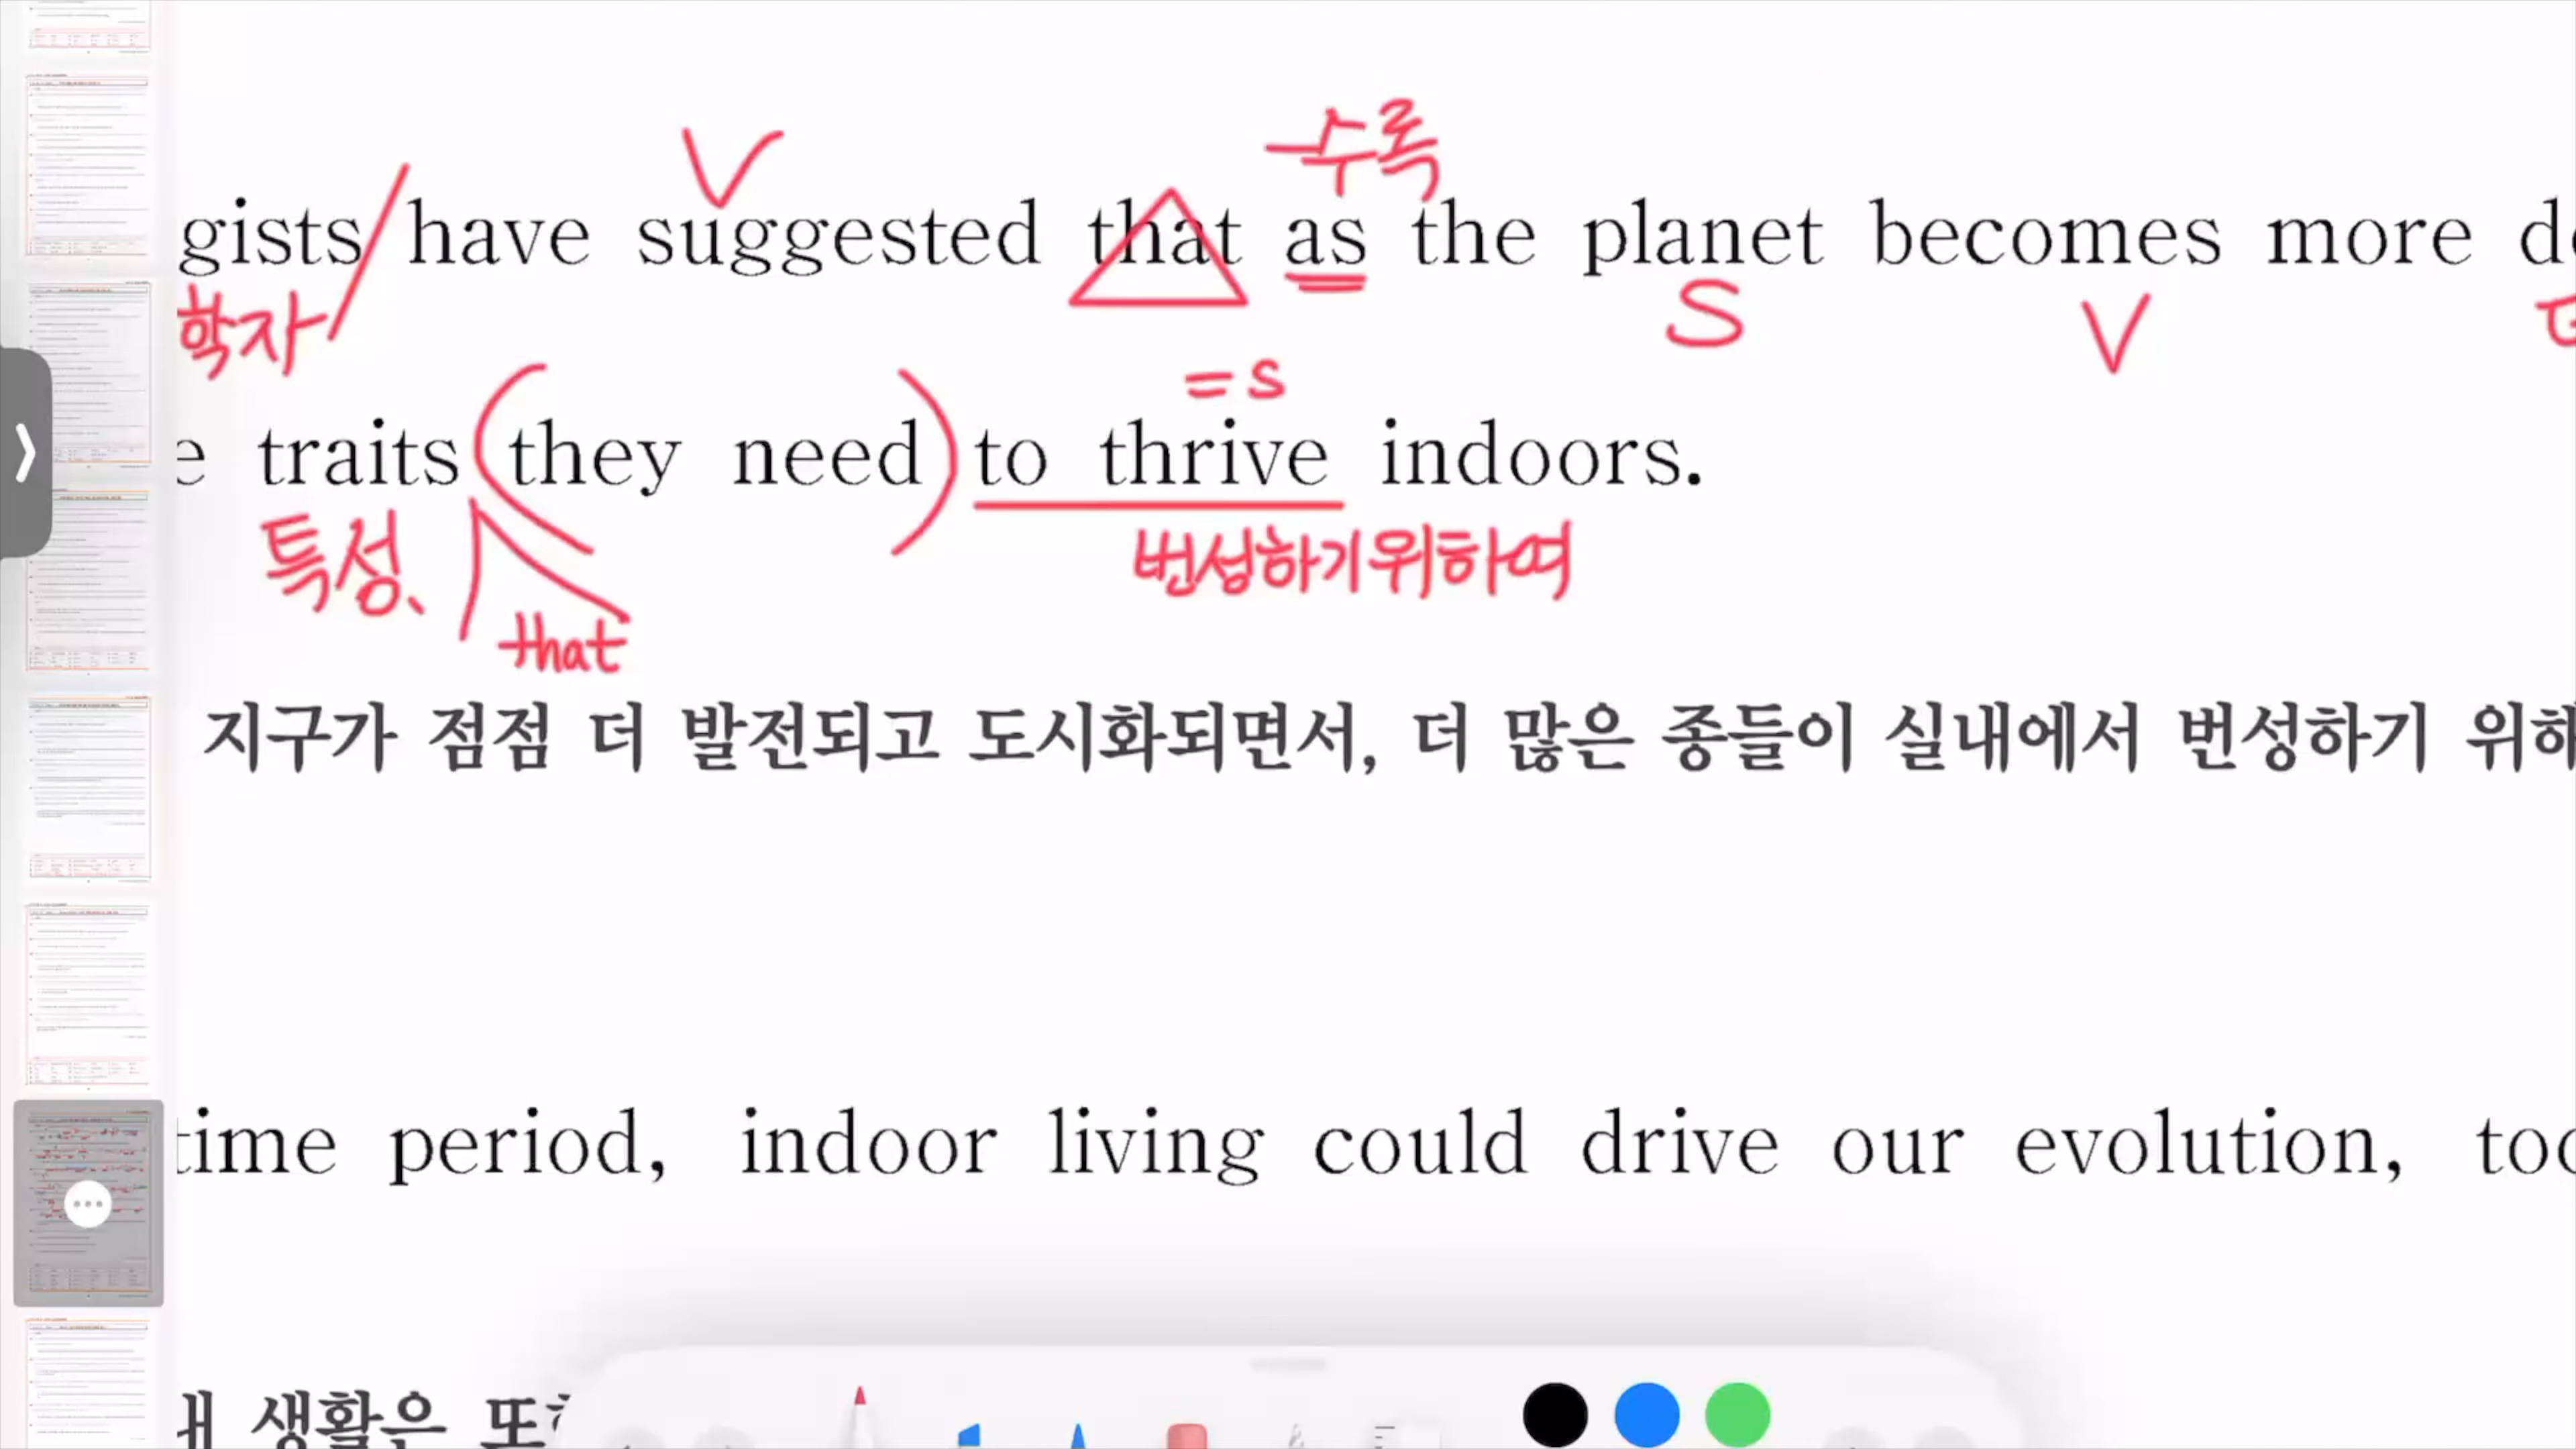 V ~수록
gists have suggested that as the planet becomes more
학자 S V
= s
traits (they need) to thrive indoors.
특성, 번성하기위하여
that
지구가 점점 더 발전되고 도시화되면서, 더 많은 종들이 실내에서 번성하기 위해
time period, indoor living could drive our evolution, too
생활은